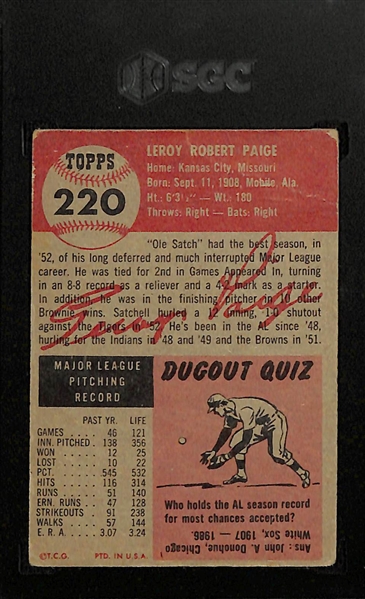 SGC
TOPPS
220
LEROY ROBERT PAIGE
Home: Kansas City, Missouri
Born: Sept. 11, 1908, Mobile, Ala.
Ht.: 6'3½" — Wt.: 180
Throws: Right — Bats: Right
"Ole Satch" had the best season, in
'52, of his long deferred and much interrupted Major League
career. He was tied for 2nd in Games Appeared In, turning
in an 8-8 record as a reliever and a 4-2 mark as a starter.
In addition, he was in the finishing pitcher in 10 other
Brownie wins. Satchell hurled a 12 inning, 1-0 shutout
against the Tigers in '52. He's been in the AL since '48,
hurling for the Indians in '48 and '49 and the Browns in '51.
MAJOR LEAGUE
PITCHING
RECORD
PAST YR. LIFE
GAMES 46 121
INN. PITCHED 138 356
WON 12 25
LOST 10 22
PCT. 545 532
HITS 116 314
RUNS 51 140
ERN. RUNS 47 128
STRIKEOUTS 91 238
WALKS 57 144
E. R. A. 3.07 3.24
DUGOUT QUIZ
Who holds the AL season record
for most chances accepted?
Ans: John A. Donohue, Chicago
White Sox, 1907 — 1986.
©T.C.G. PTD. IN U.S.A